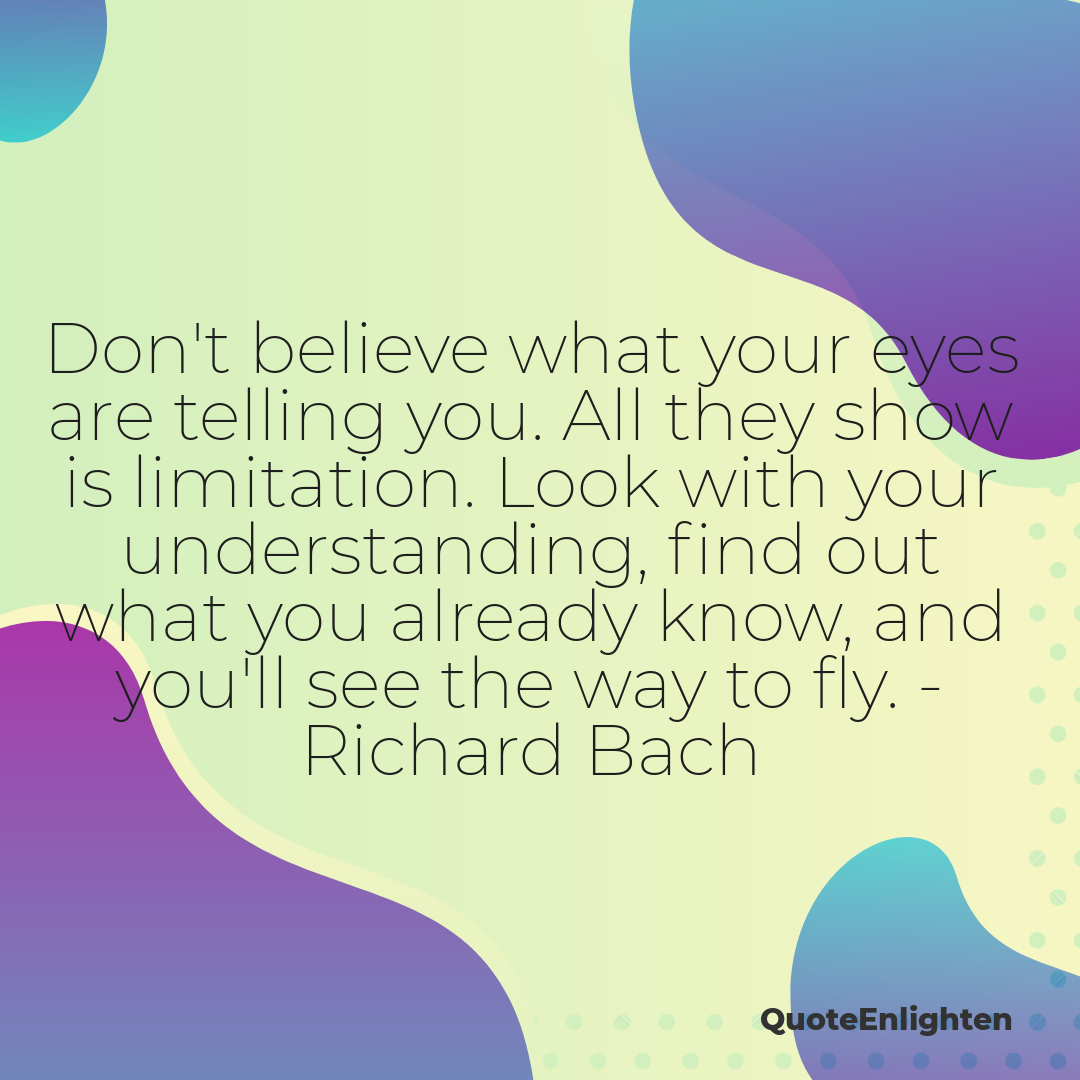 Don't believe what your eyes
are telling you. All they show
is limitation. Look with your
understanding, find out
what you already know, and
you'll see the way to fly. -
Richard Bach
QuoteEnlighten